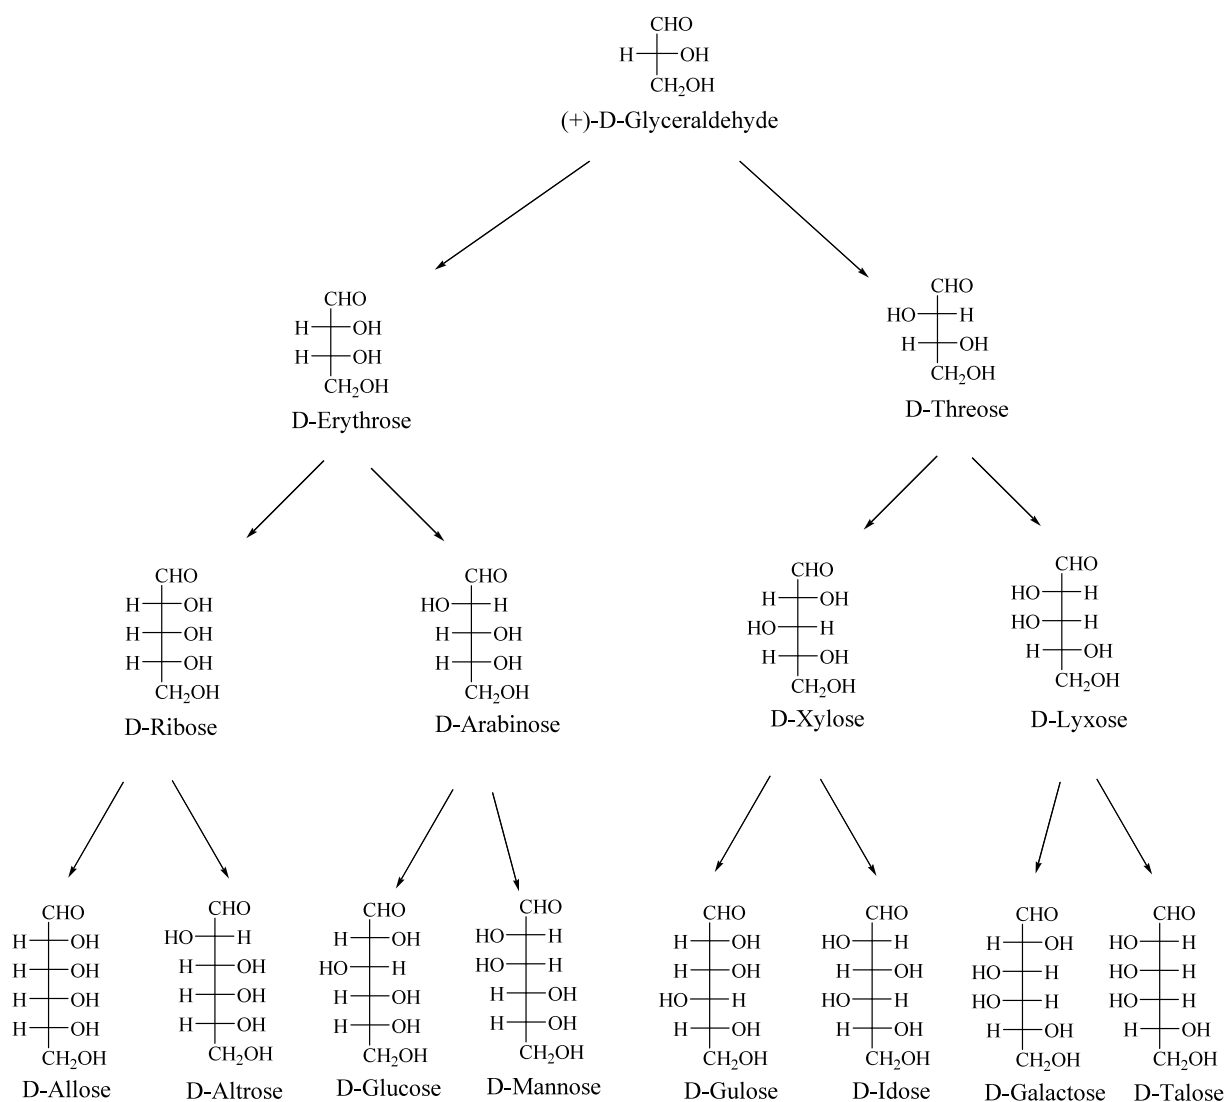 CHO
H OH
CH₂OH
(+)-D-Glyceraldehyde
CHO
H OH
H OH
CH₂OH
D-Erythrose
CHO
HO H
H OH
CH₂OH
D-Threose
CHO
H OH
H OH
H OH
CH₂OH
D-Ribose
CHO
HO H
H OH
H OH
CH₂OH
D-Arabinose
CHO
H OH
HO H
H OH
CH₂OH
D-Xylose
CHO
HO H
HO H
H OH
CH₂OH
D-Lyxose
CHO
H OH
H OH
H OH
H OH
CH₂OH
D-Allose
CHO
HO H
H OH
H OH
H OH
CH₂OH
D-Altrose
CHO
H OH
HO H
H OH
H OH
CH₂OH
D-Glucose
CHO
HO H
HO H
H OH
H OH
CH₂OH
D-Mannose
CHO
H OH
H OH
HO H
H OH
CH₂OH
D-Gulose
CHO
HO H
H OH
HO H
H OH
CH₂OH
D-Idose
CHO
H OH
HO H
HO H
H OH
CH₂OH
D-Galactose
CHO
HO H
HO H
HO H
H OH
CH₂OH
D-Talose